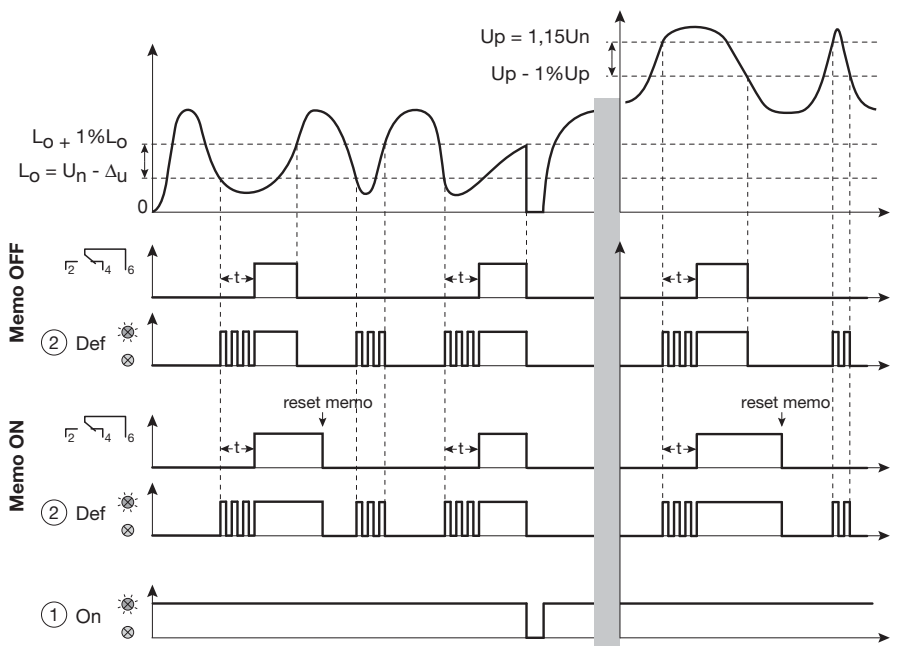 Up = 1,15Un
Up - 1%Up
Lo + 1%Lo
Lo = Un - Δu
0
Memo OFF
2 4 6
t t t
② Def
Memo ON
reset memo reset memo
2 4 6
t t t
② Def
① On